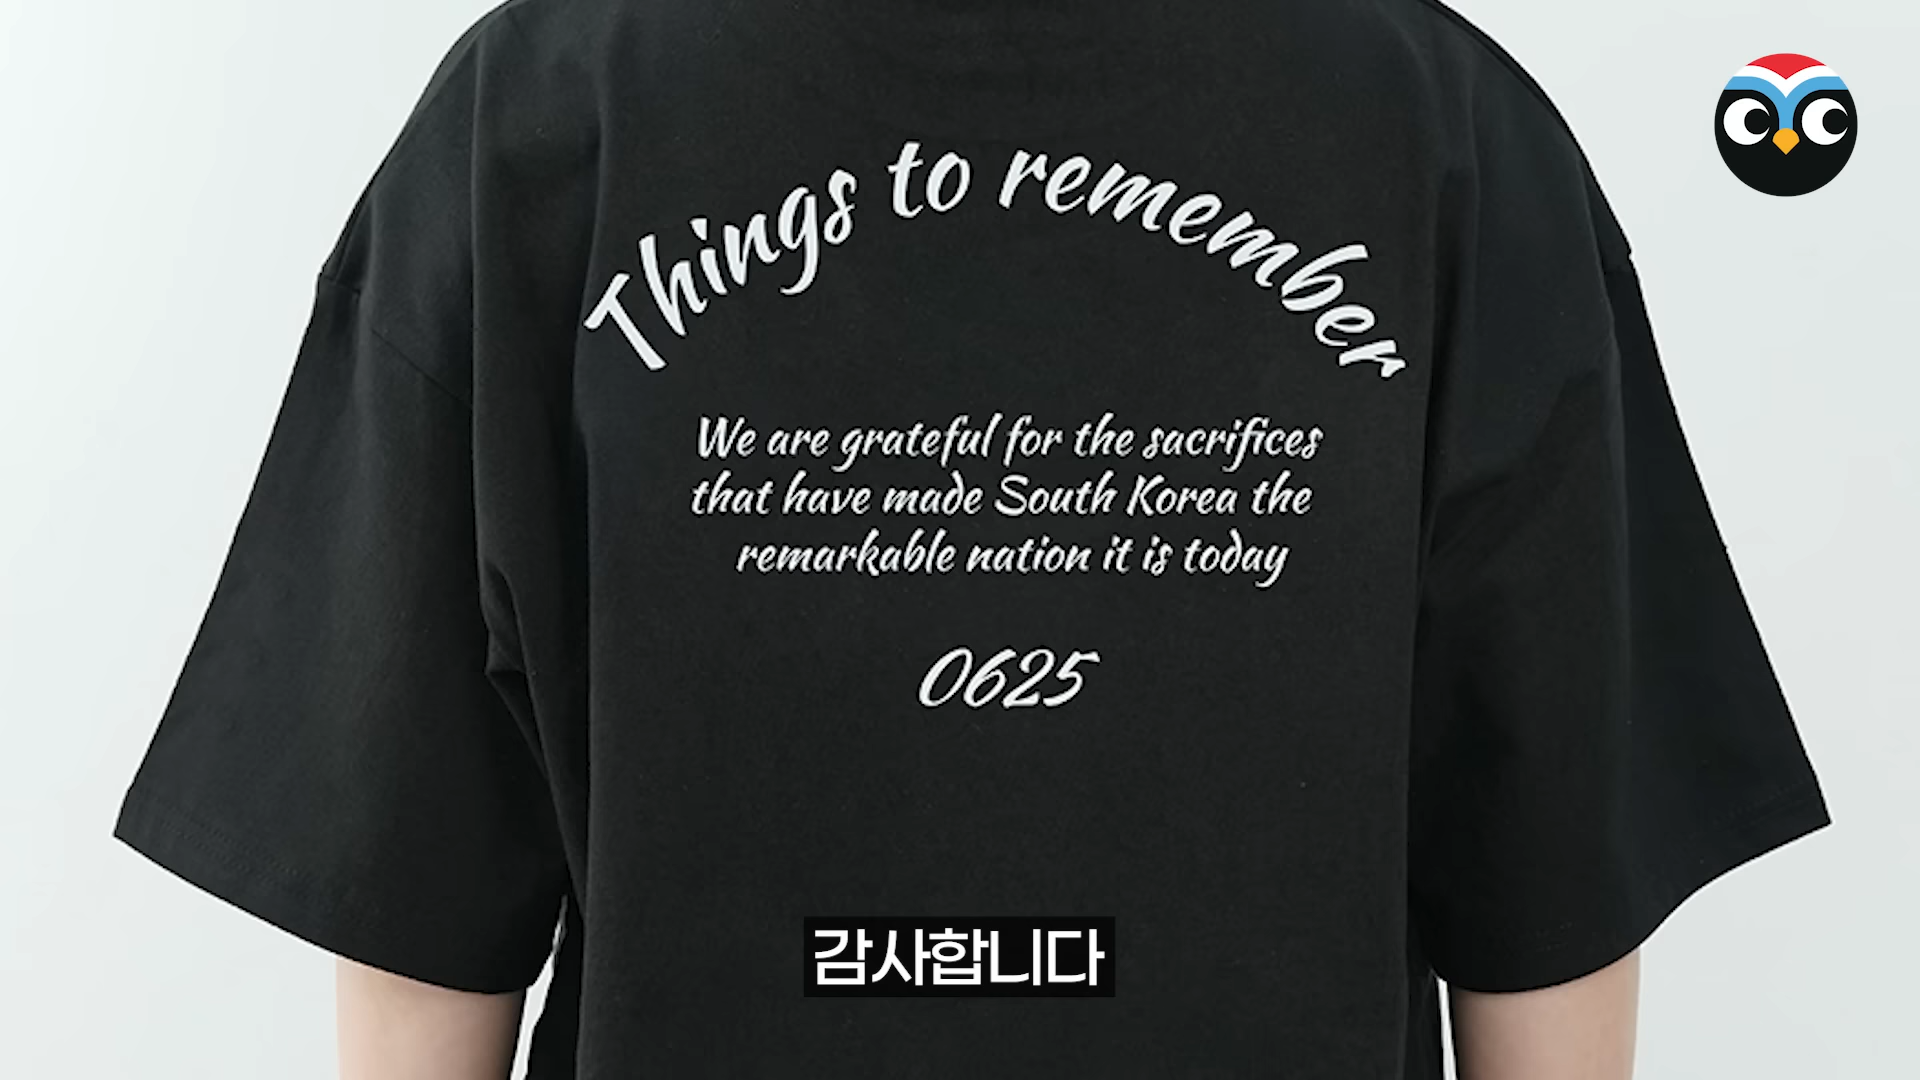 Things to remember
We are grateful for the sacrifices
that have made South Korea the
remarkable nation it is today
0625
감사합니다